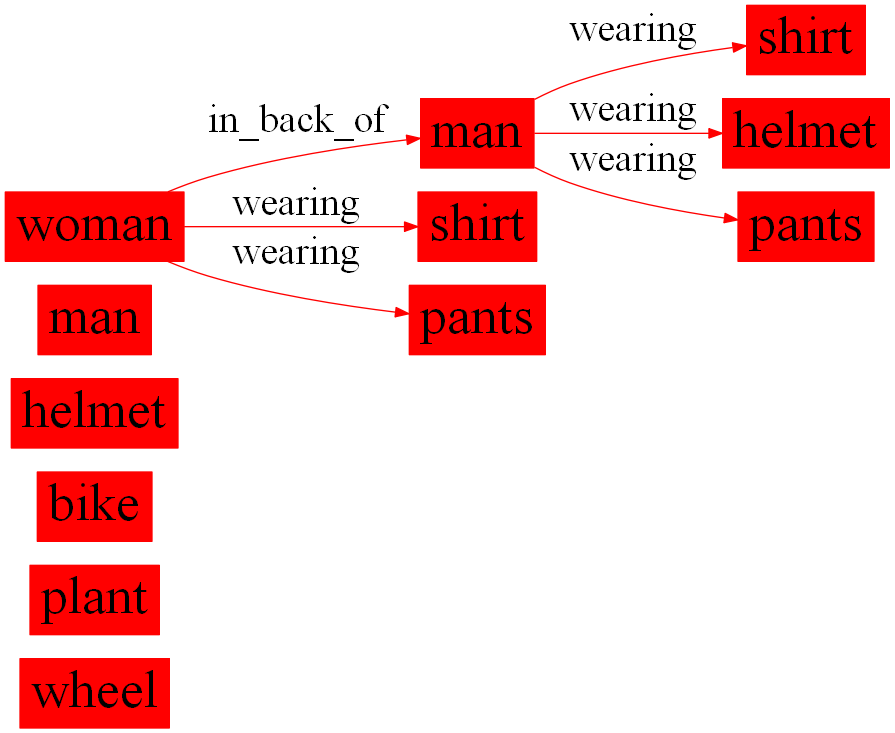 wearing
shirt
in_back_of
man
wearing
helmet
wearing
woman
wearing
shirt
pants
wearing
man
pants
helmet
bike
plant
wheel